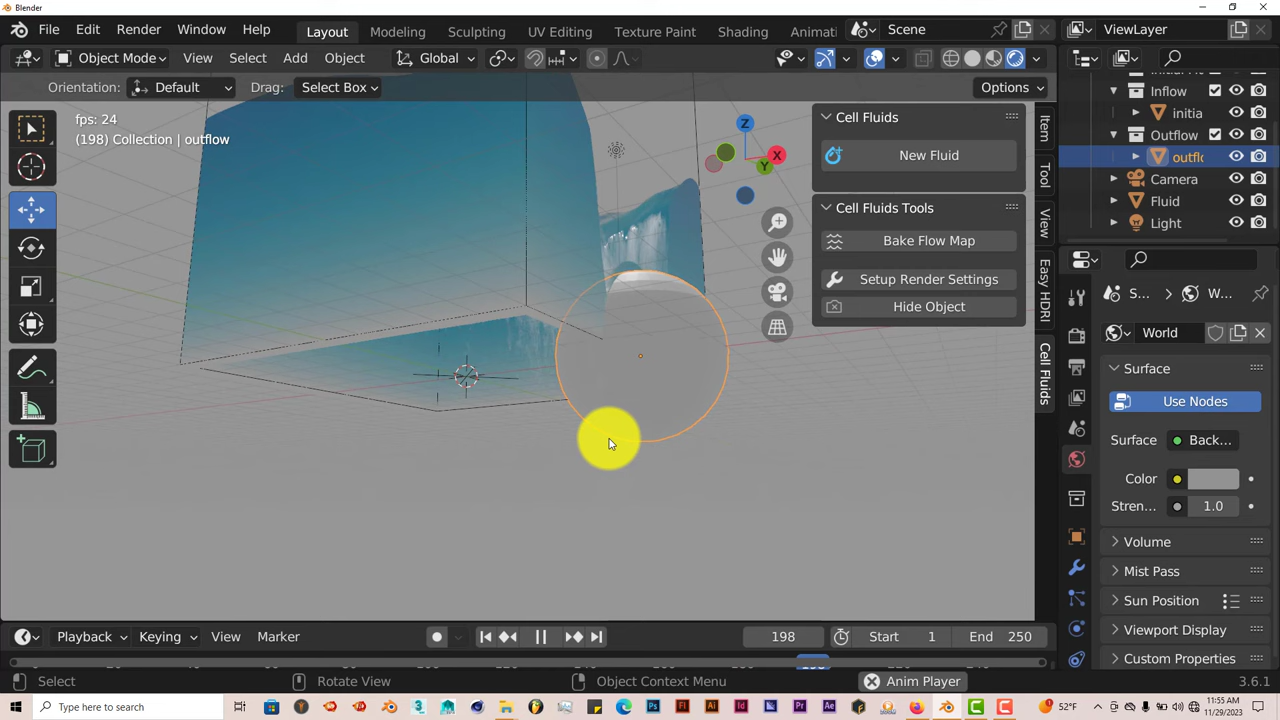 Blender
File Edit Render Window Help Layout Modeling Sculpting UV Editing Texture Paint Shading Scene ViewLayer
Object Mode View Select Add Object Global
Orientation: Default Drag: Select Box Options
fps: 24
(198) Collection | outflow
Z
X
Y
Cell Fluids
New Fluid
Cell Fluids Tools
Bake Flow Map
Setup Render Settings
Hide Object
Item
Tool
View
Easy HDRI
Cell Fluids
Inflow
initia
Outflow
outflo
Camera
Fluid
Light
S... W...
World
Surface
Use Nodes
Surface Back...
Color
Stren... 1.0
Volume
Mist Pass
Sun Position
Viewport Display
Custom Properties
Playback Keying View Marker 198 Start 1 End 250
Select Rotate View Object Context Menu Anim Player 3.6.1
Type here to search 52°F 11:55 AM
11/29/2023